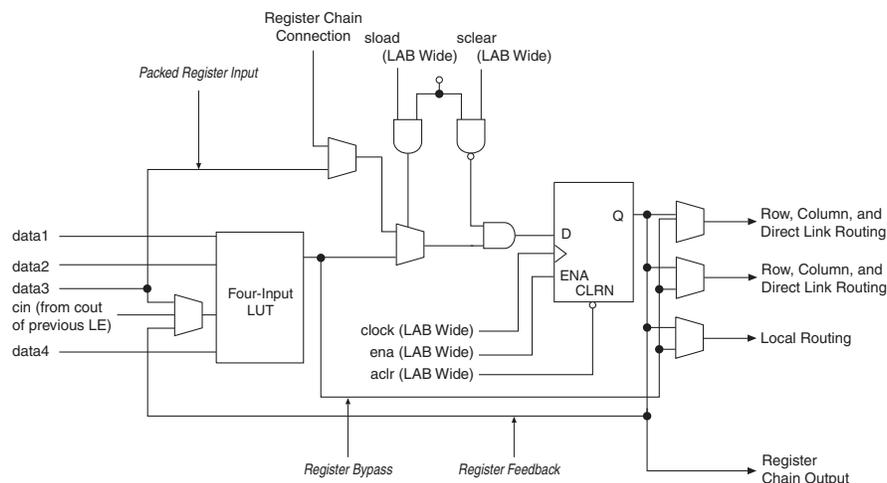 Register Chain
Connection
sload
(LAB Wide)
sclear
(LAB Wide)
Packed Register Input
data1
data2
data3
cin (from cout
of previous LE)
data4
Four-Input
LUT
D
Q
ENA
CLRN
clock (LAB Wide)
ena (LAB Wide)
aclr (LAB Wide)
Row, Column, and
Direct Link Routing
Row, Column, and
Direct Link Routing
Local Routing
Register Bypass
Register Feedback
Register
Chain Output